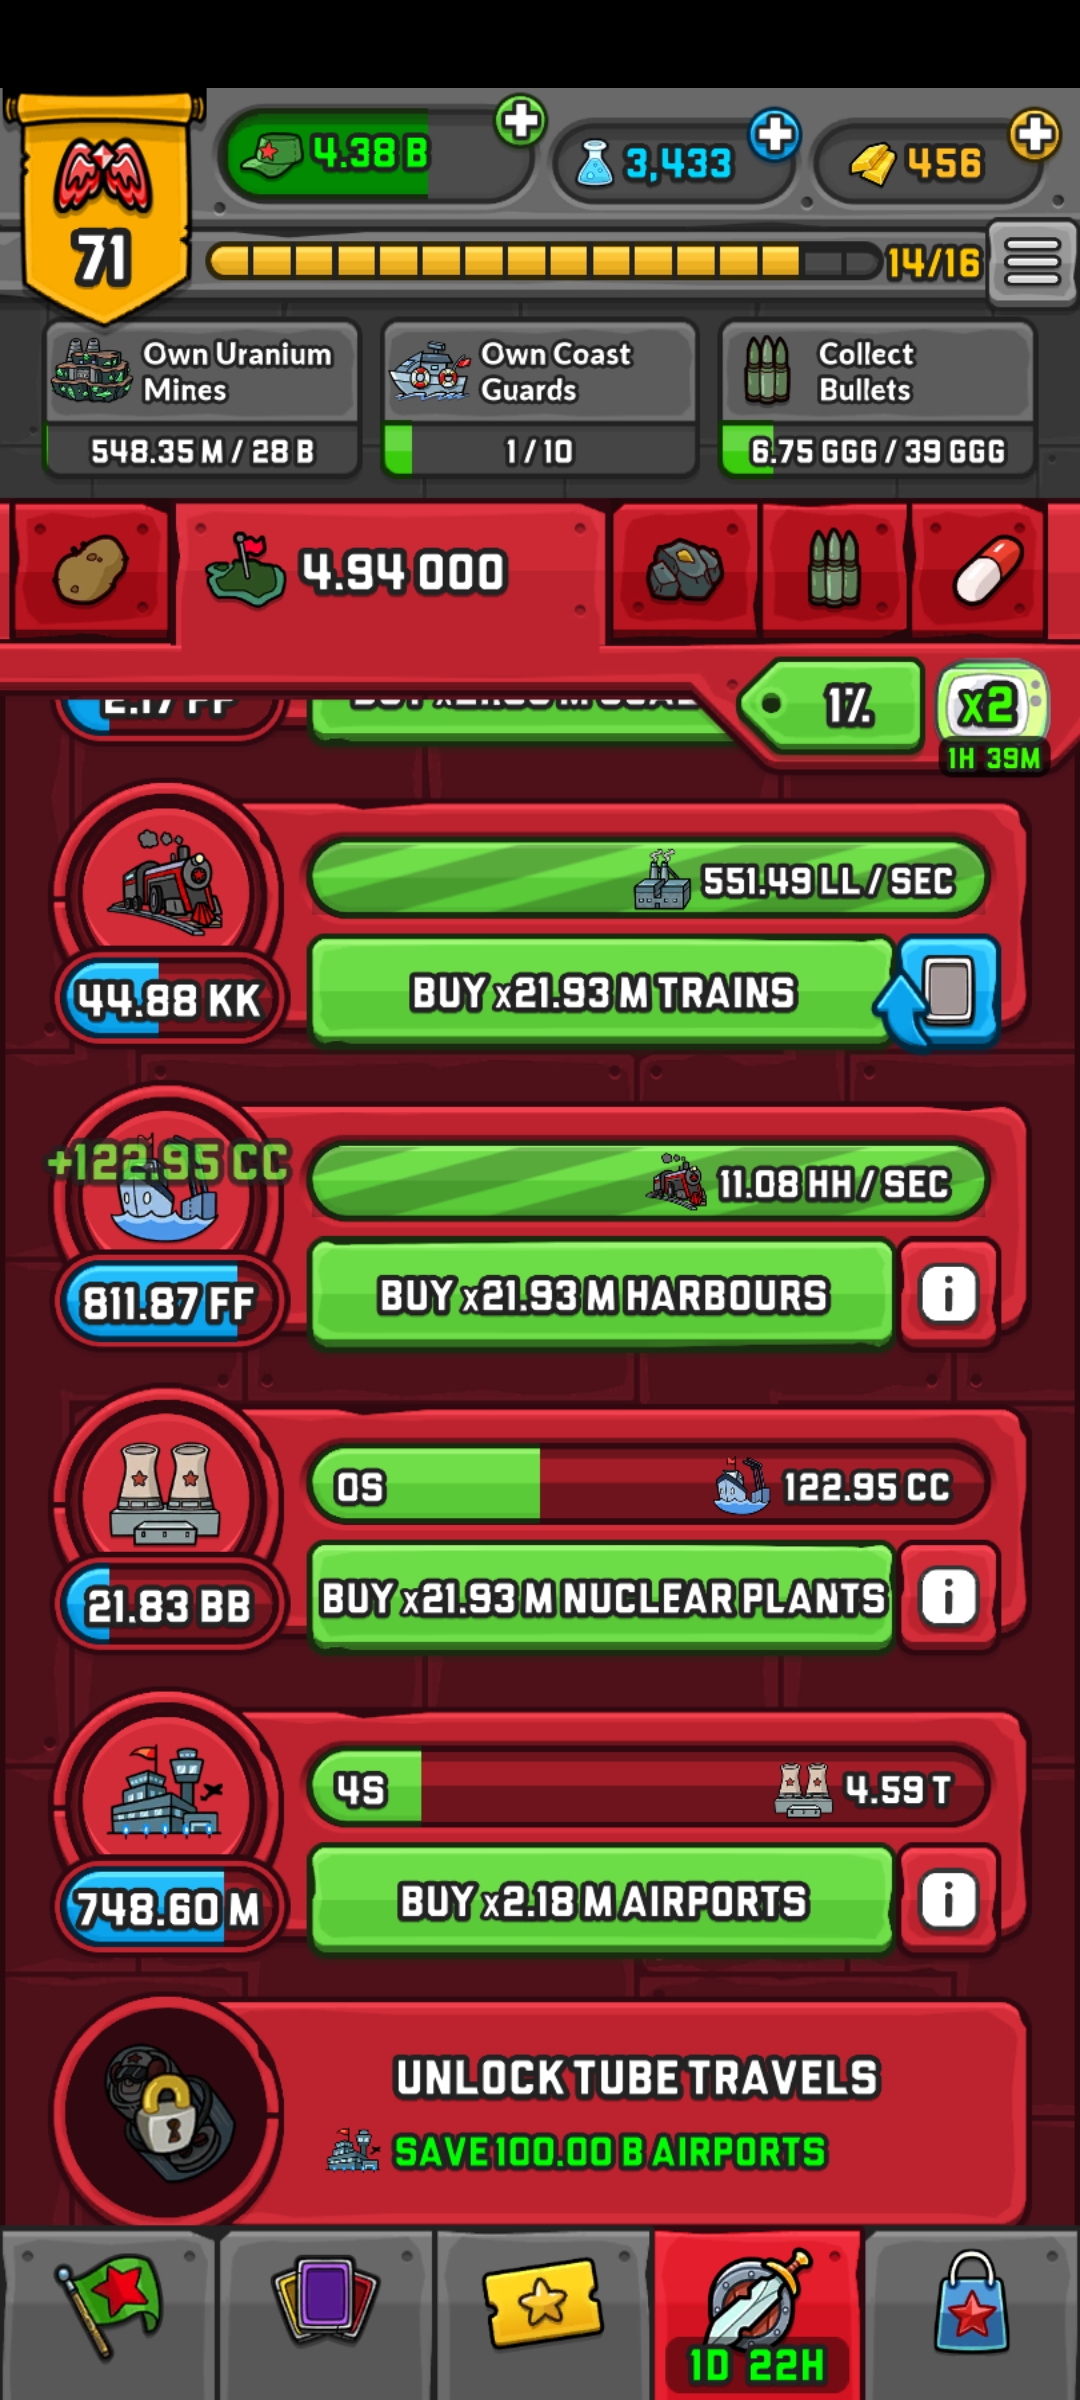 71
4.38 B
3,433
456
14/16
Own Uranium
Mines
548.35 M / 28 B
Own Coast
Guards
1 / 10
Collect
Bullets
6.75 GGG / 39 GGG
4.94 000
1%
x2
1H 39M
2.17 FF
551.49 LL / SEC
44.88 KK
BUY x21.93 M TRAINS
+122.95 CC
11.08 HH / SEC
811.87 FF
BUY x21.93 M HARBOURS
i
0S
122.95 CC
21.83 BB
BUY x21.93 M NUCLEAR PLANTS
i
4S
4.59 T
748.60 M
BUY x2.18 M AIRPORTS
i
UNLOCK TUBE TRAVELS
SAVE 100.00 B AIRPORTS
1D 22H